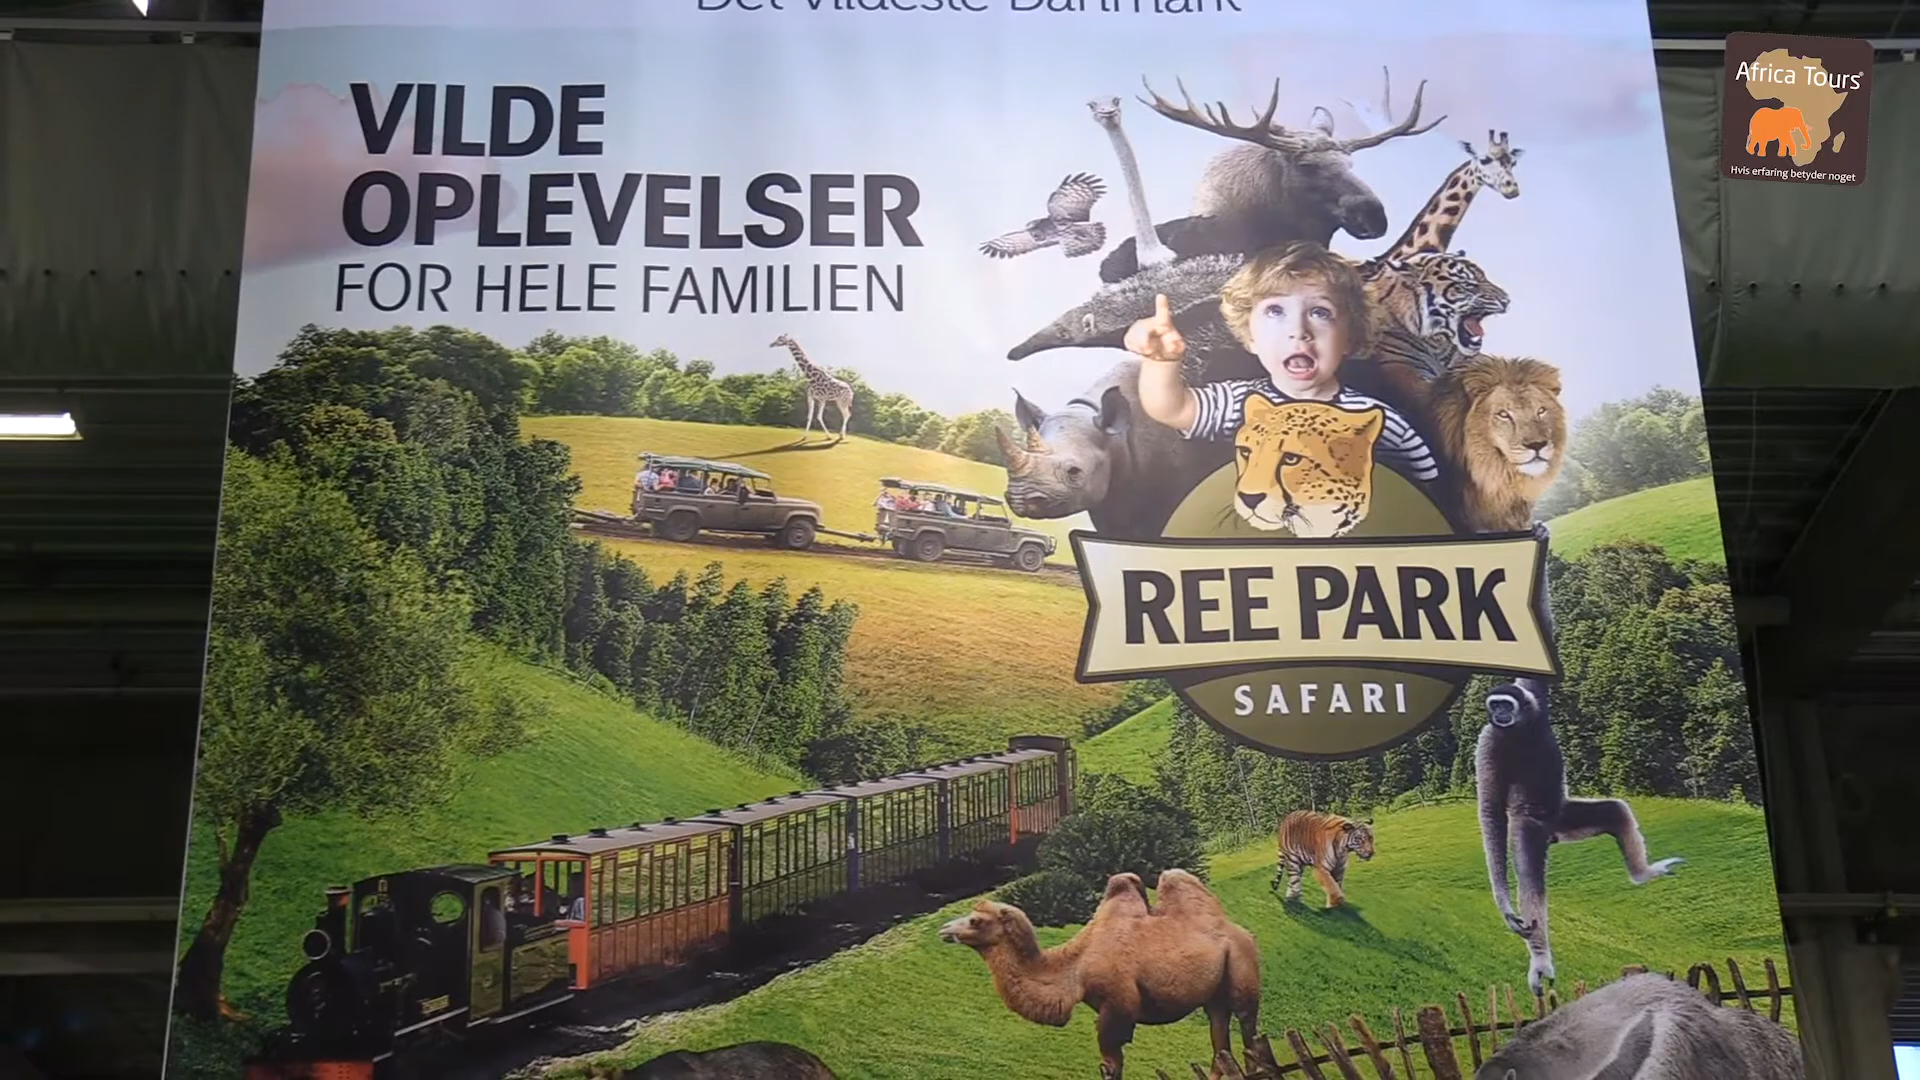 Det vildeste Danmark
VILDE
OPLEVELSER
FOR HELE FAMILIEN
REE PARK
SAFARI
Africa Tours®
Hvis erfaring betyder noget